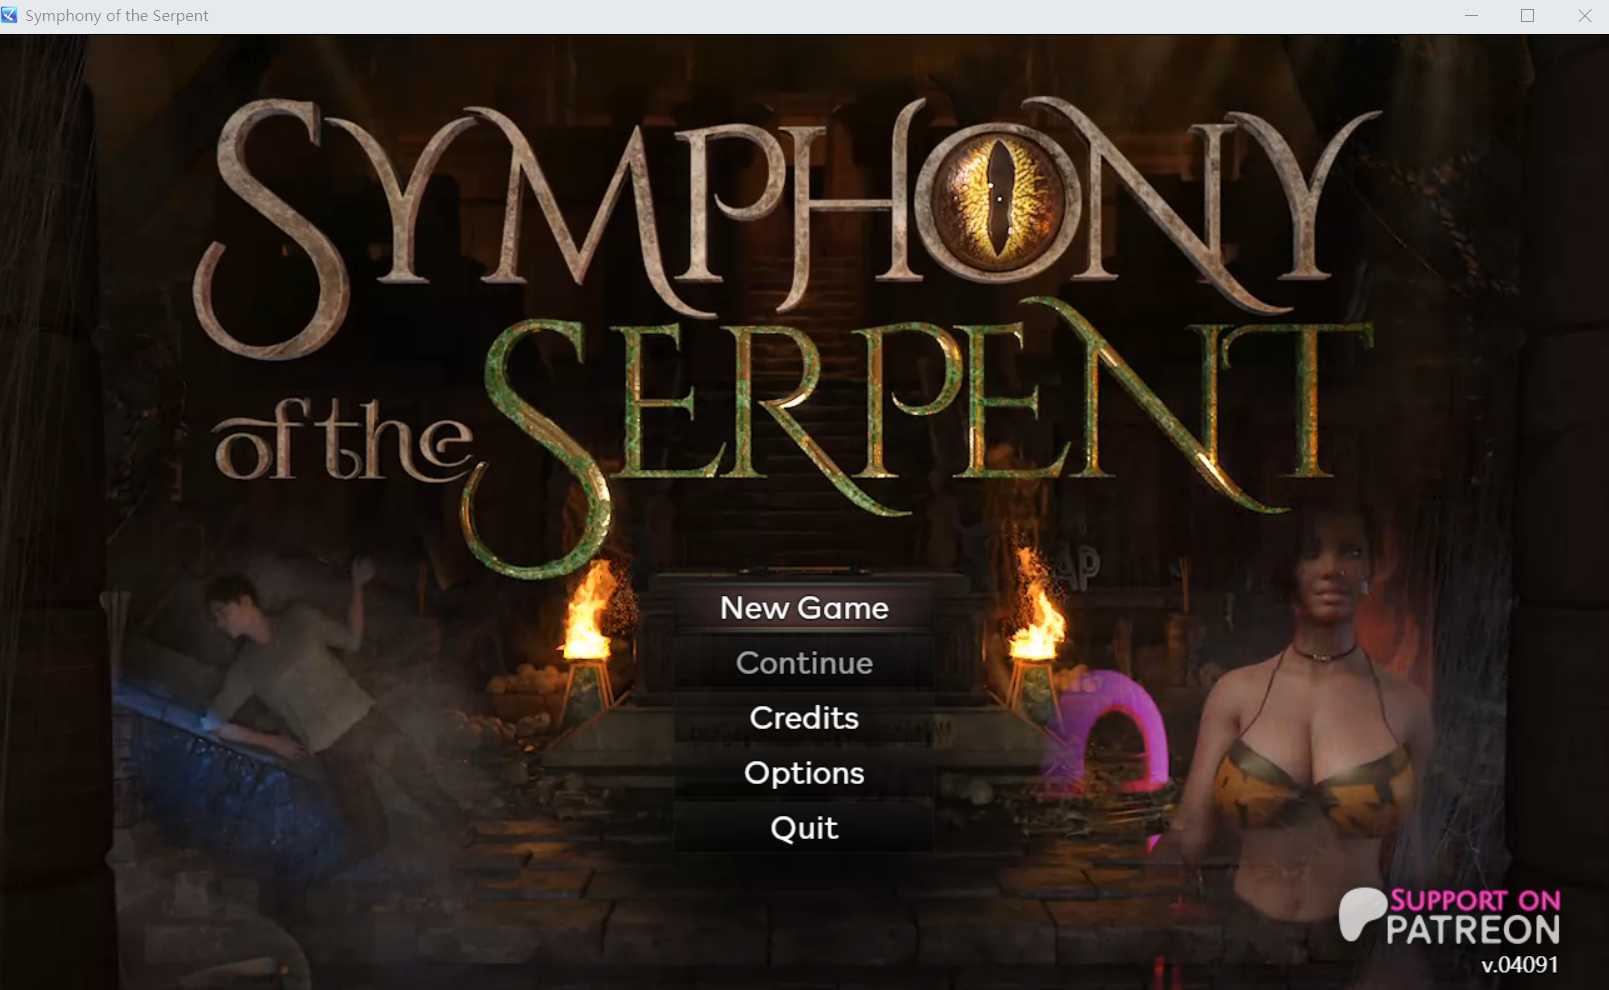 Symphony of the Serpent
SYMPHONY
of the SERPENT
New Game
Continue
Credits
Options
Quit
SUPPORT ON
PATREON
v.04091